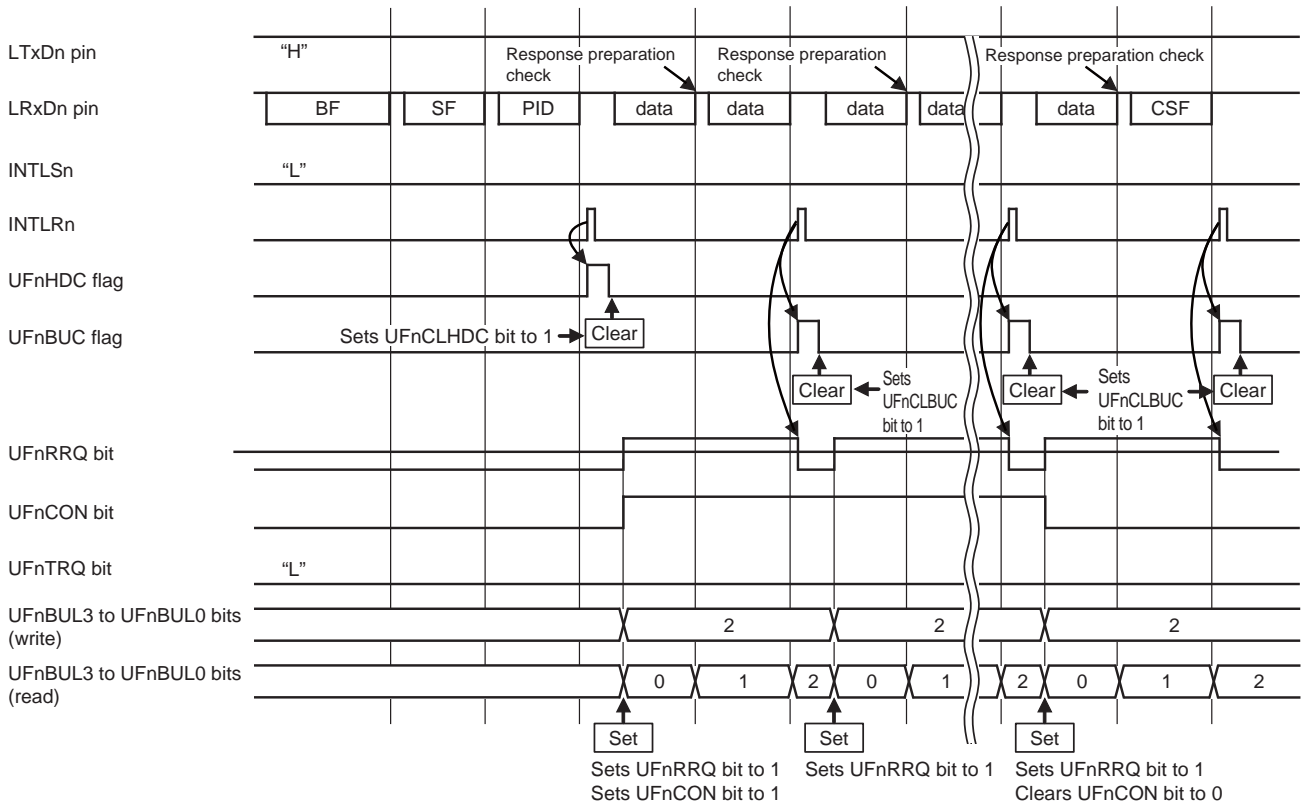 LTxDn pin
“H”
Response preparation
check
Response preparation
check
Response preparation check
LRxDn pin
BF
SF
PID
data
data
data
data
data
CSF
INTLSn
“L”
INTLRn
UFnHDC flag
UFnBUC flag
Sets UFnCLHDC bit to 1
Clear
Clear
Sets
UFnCLBUC
bit to 1
Clear
Sets
UFnCLBUC
bit to 1
Clear
UFnRRQ bit
UFnCON bit
UFnTRQ bit
“L”
UFnBUL3 to UFnBUL0 bits
(write)
2
2
2
UFnBUL3 to UFnBUL0 bits
(read)
0
1
2
0
1
2
0
1
2
Set
Set
Set
Sets UFnRRQ bit to 1
Sets UFnCON bit to 1
Sets UFnRRQ bit to 1
Sets UFnRRQ bit to 1
Clears UFnCON bit to 0